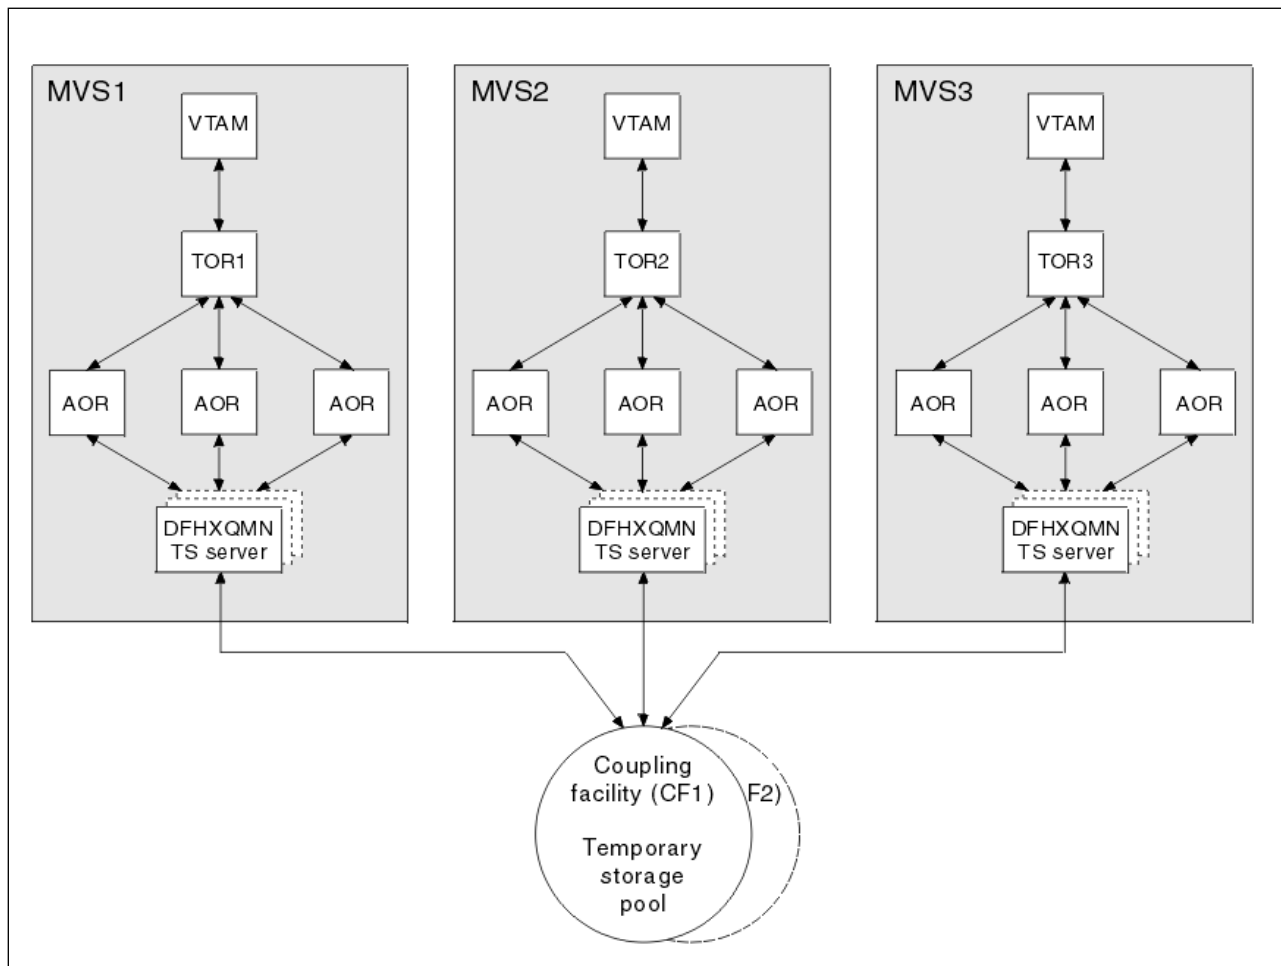 MVS1
VTAM
TOR1
AOR
AOR
AOR
DFHXQMN
TS server
MVS2
VTAM
TOR2
AOR
AOR
AOR
DFHXQMN
TS server
MVS3
VTAM
TOR3
AOR
AOR
AOR
DFHXQMN
TS server
Coupling
facility (CF1)
F2)
Temporary
storage
pool